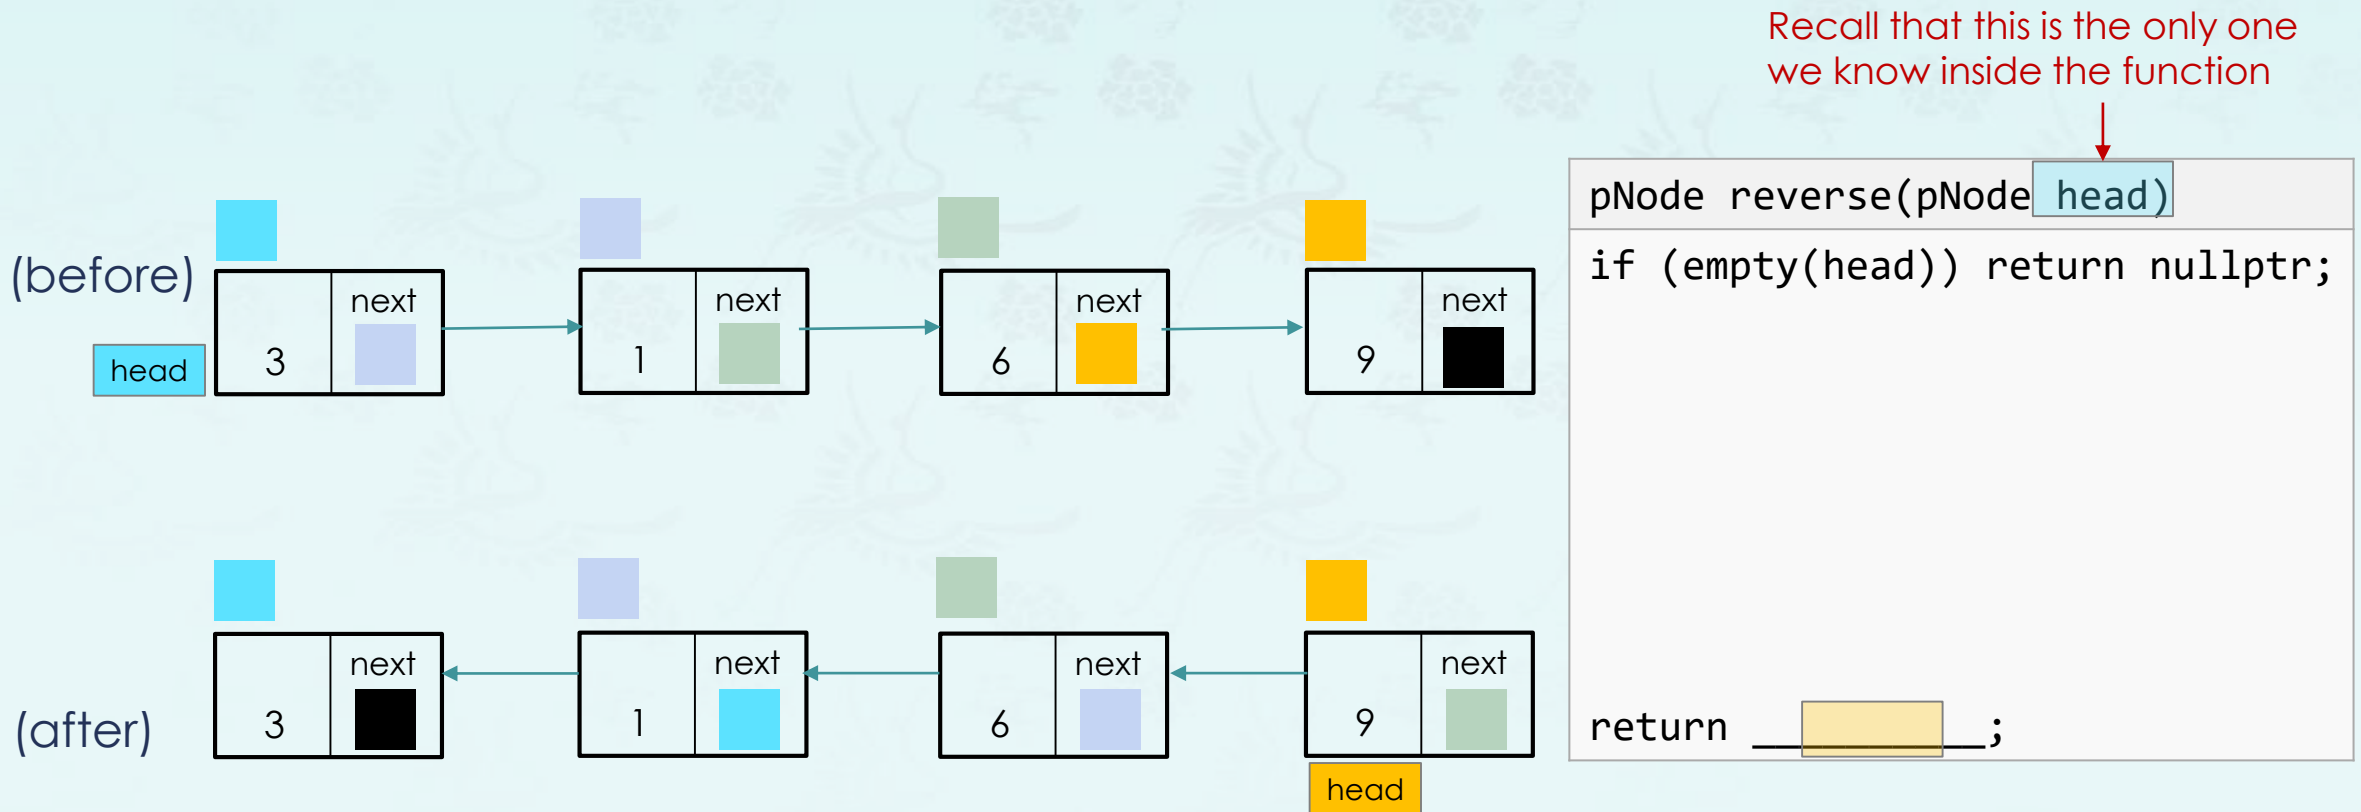 Recall that this is the only one
we know inside the function
pNode reverse(pNode head)
if (empty(head)) return nullptr;
return __________;
(before)
head
3 next
1 next
6 next
9 next
(after)
3 next
1 next
6 next
9 next
head